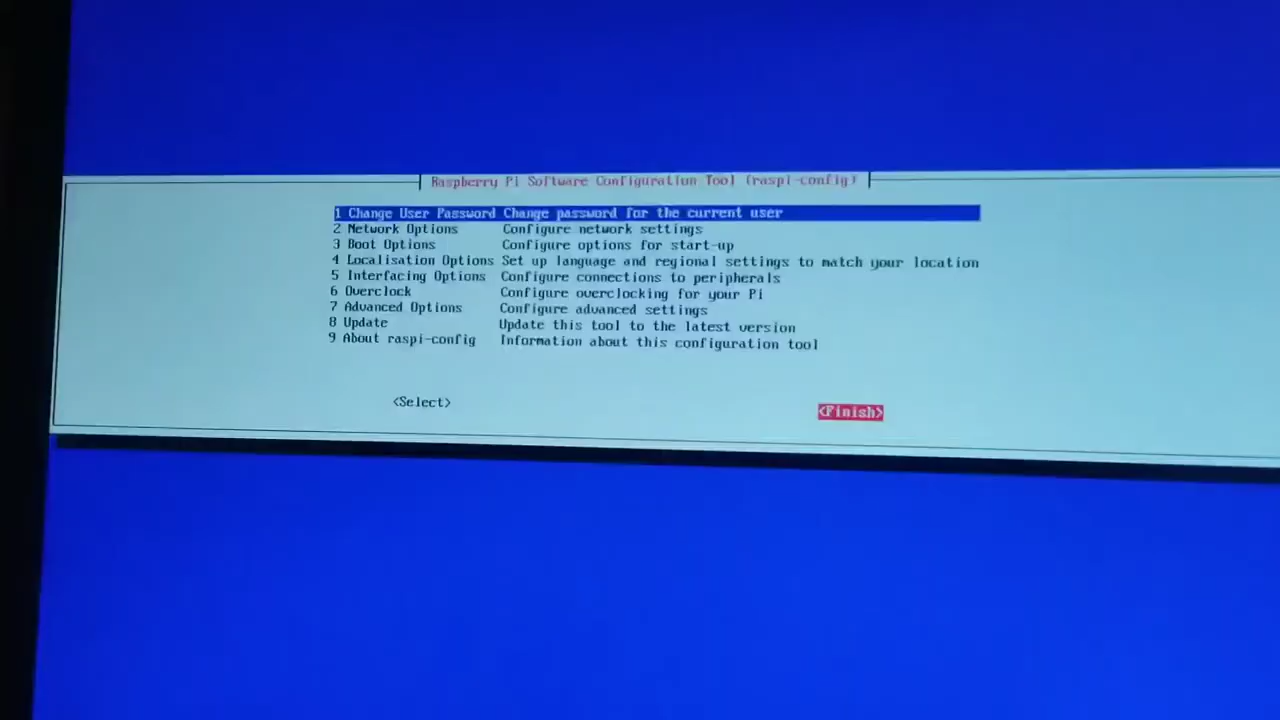 Raspberry Pi Software Configuration Tool (raspi-config)
1 Change User Password Change password for the current user
2 Network Options Configure network settings
3 Boot Options Configure options for start-up
4 Localisation Options Set up language and regional settings to match your location
5 Interfacing Options Configure connections to peripherals
6 Overclock Configure overclocking for your Pi
7 Advanced Options Configure advanced settings
8 Update Update this tool to the latest version
9 About raspi-config Information about this configuration tool
<Select> <Finish>